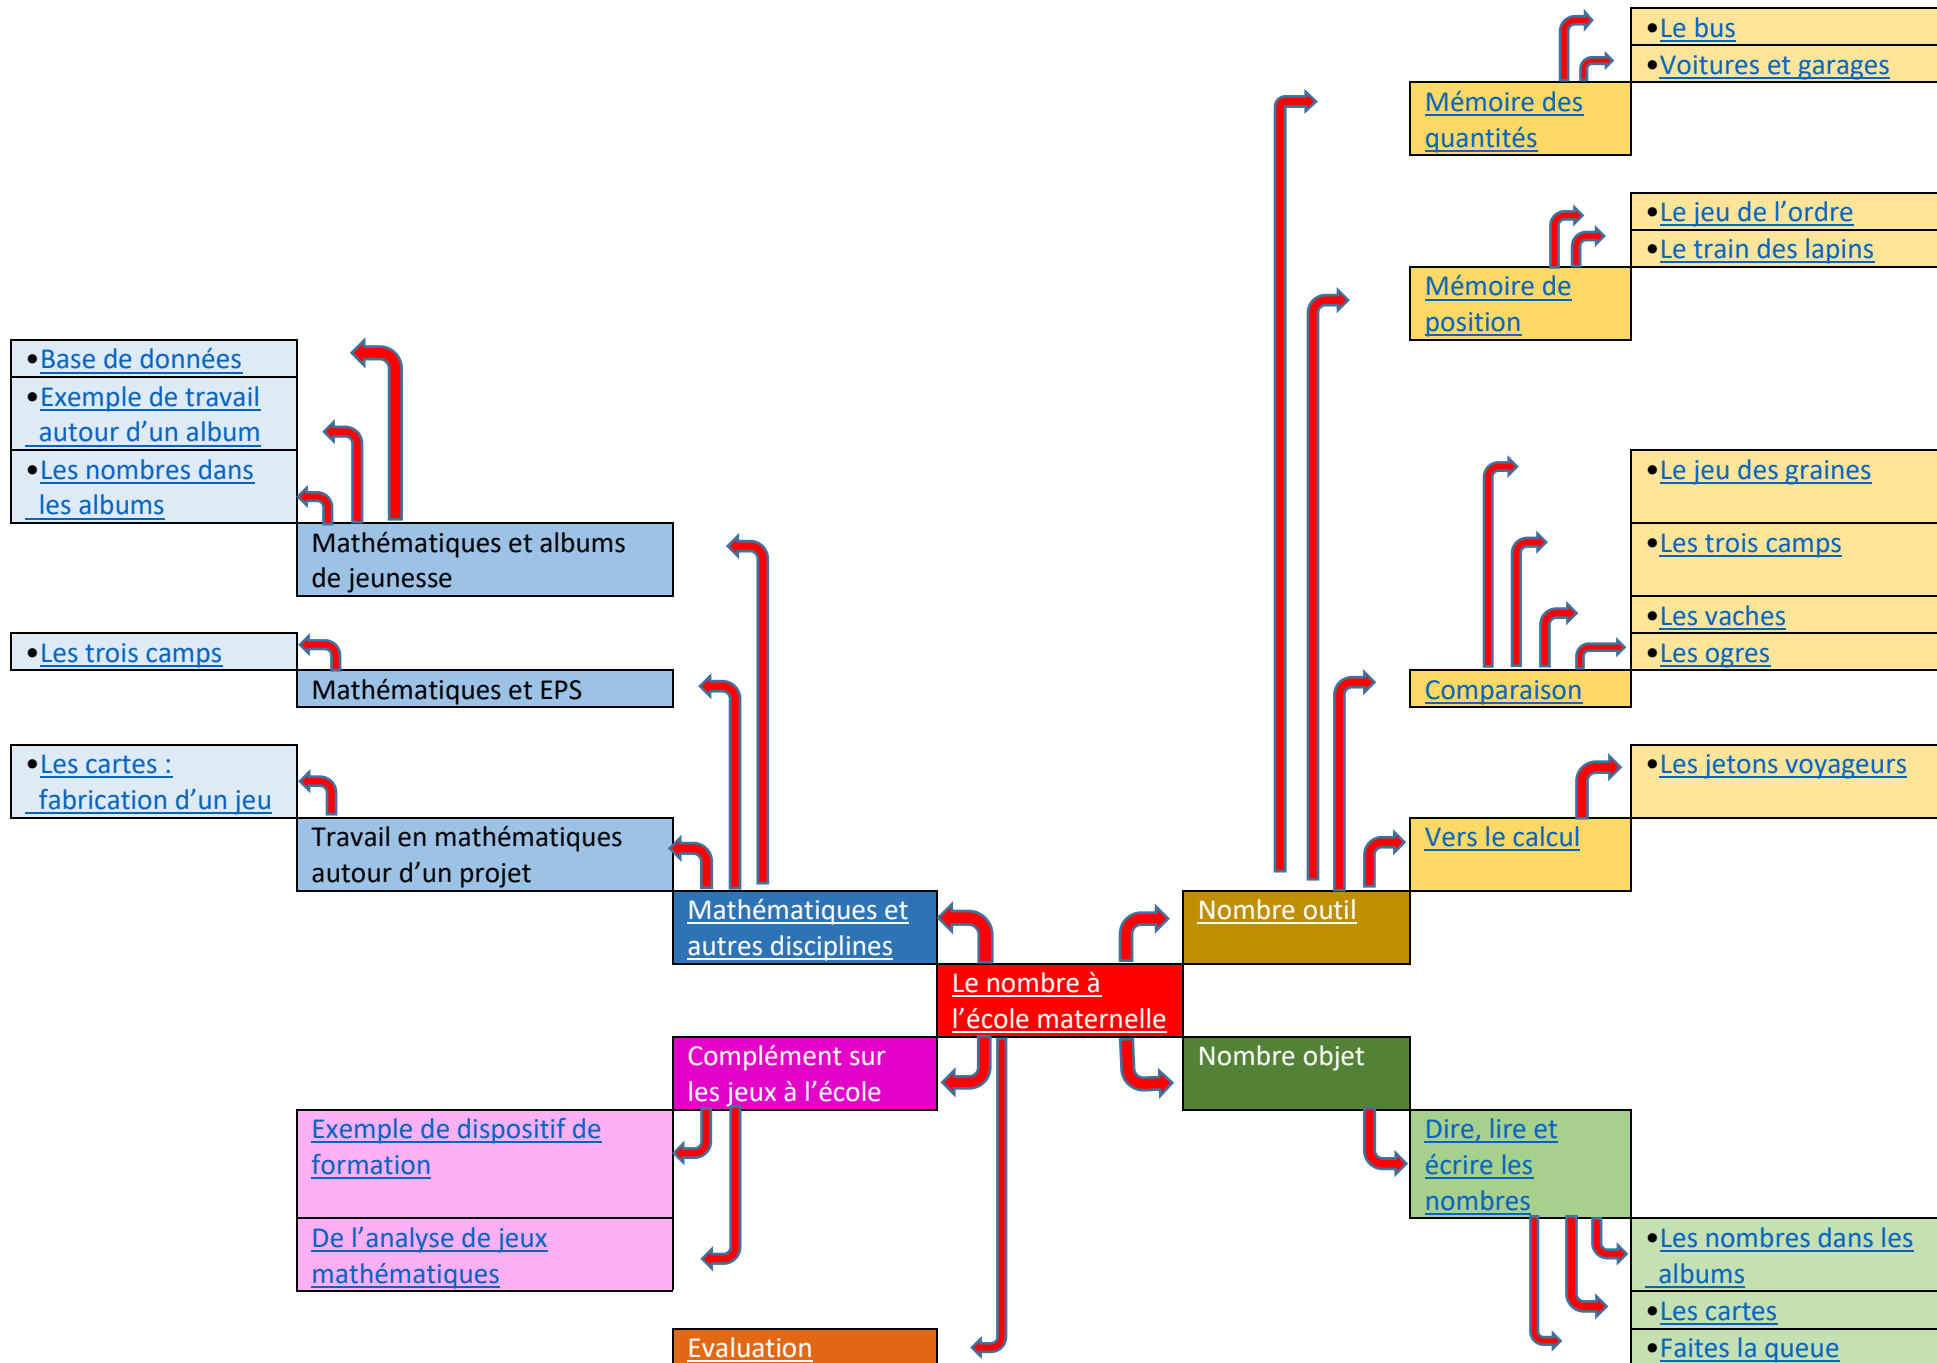 •Le bus
•Voitures et garages
Mémoire des
quantités
•Le jeu de l’ordre
•Le train des lapins
Mémoire de
position
•Base de données
•Exemple de travail
autour d’un album
•Les nombres dans
les albums
Mathématiques et albums
de jeunesse
•Les trois camps
Mathématiques et EPS
•Les cartes :
fabrication d’un jeu
Travail en mathématiques
autour d’un projet
Mathématiques et
autres disciplines
•Le jeu des graines
•Les trois camps
•Les vaches
•Les ogres
Comparaison
•Les jetons voyageurs
Vers le calcul
Nombre outil
Le nombre à
l’école maternelle
Complément sur
les jeux à l’école
Exemple de dispositif de
formation
De l’analyse de jeux
mathématiques
Evaluation
Nombre objet
Dire, lire et
écrire les
nombres
•Les nombres dans les
albums
•Les cartes
•Faites la queue